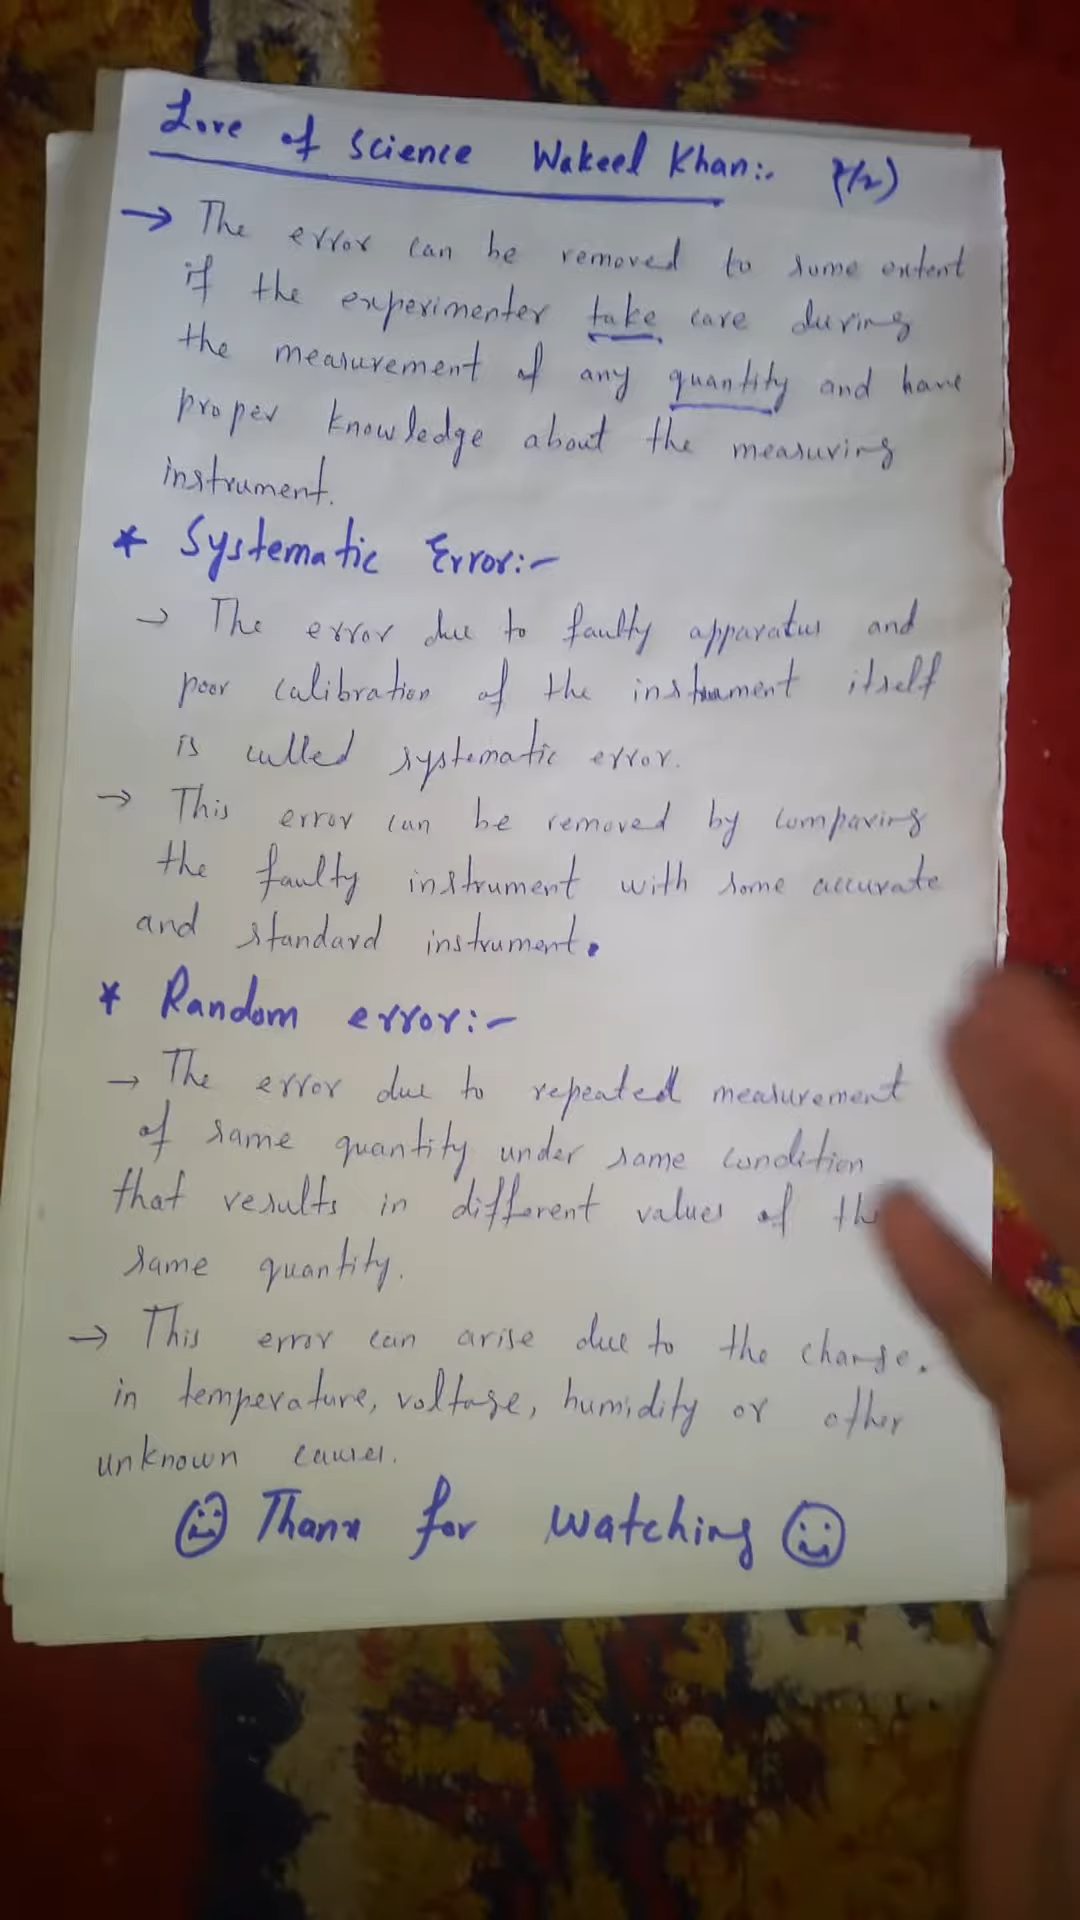 Love of Science Wakeel Khan:.
→ The error can be removed to some extent
if the experimenter take care during
the measurement of any quantity and have
proper knowledge about the measuring
instrument.
* Systematic Error:-
→ The error due to faulty apparatus and
poor calibration of the instrument itself
is called systematic error.
→ This error can be removed by comparing
the faulty instrument with some accurate
and standard instrument.
* Random error:-
→ The error due to repeated measurement
of same quantity under same condition
that results in different values of the
same quantity.
→ This error can arise due to the change.
in temperature, voltage, humidity or other
unknown causes.
Thanx for watching